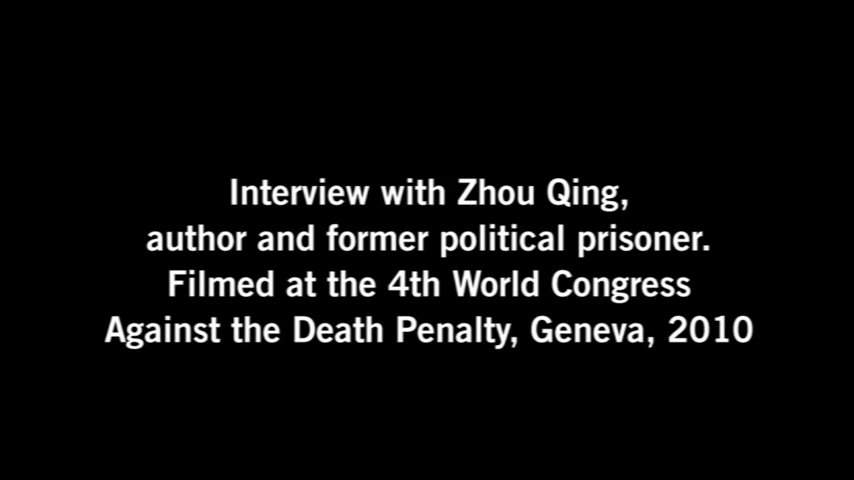 Interview with Zhou Qing,
author and former political prisoner.
Filmed at the 4th World Congress
Against the Death Penalty, Geneva, 2010